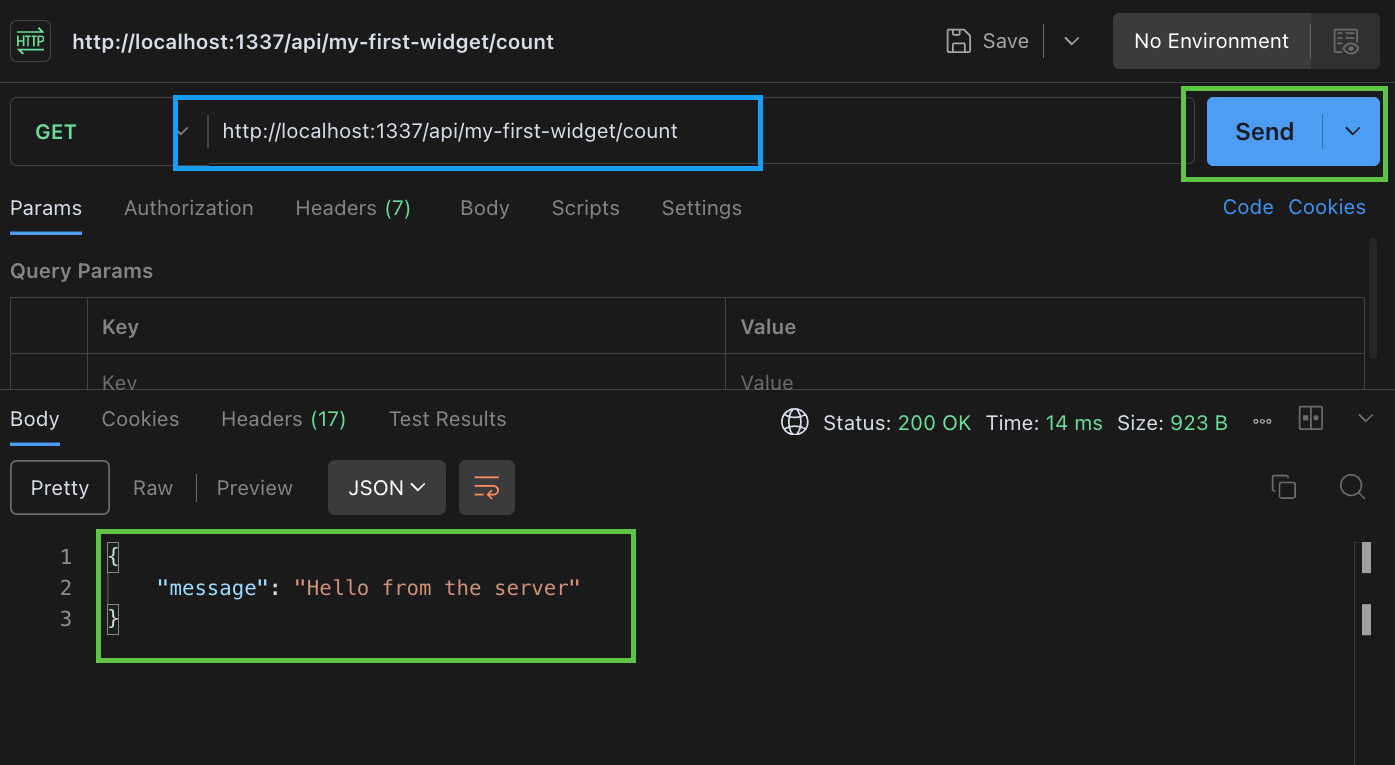 HTTP http://localhost:1337/api/my-first-widget/count Save No Environment
GET http://localhost:1337/api/my-first-widget/count Send
Params Authorization Headers (7) Body Scripts Settings Code Cookies
Query Params
Key Value
Key Value
Body Cookies Headers (17) Test Results Status: 200 OK Time: 14 ms Size: 923 B
Pretty Raw Preview JSON
1 {
2 "message": "Hello from the server"
3 }